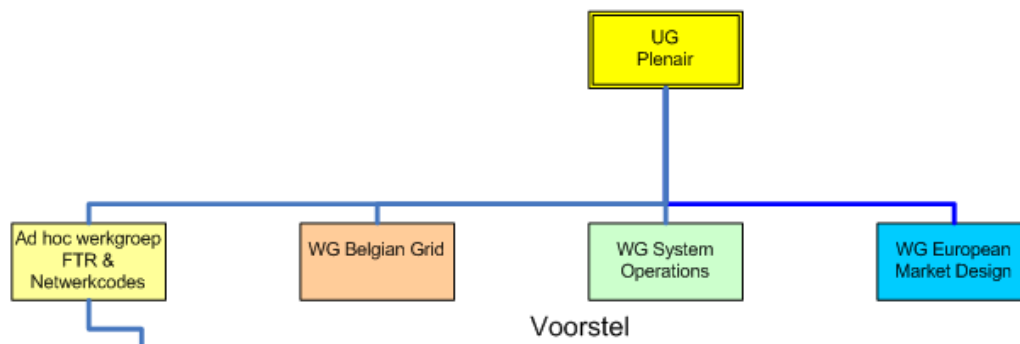 UG
Plenair
Ad hoc werkgroep
FTR &
Netwerkcodes
WG Belgian Grid
WG System
Operations
WG European
Market Design
Voorstel